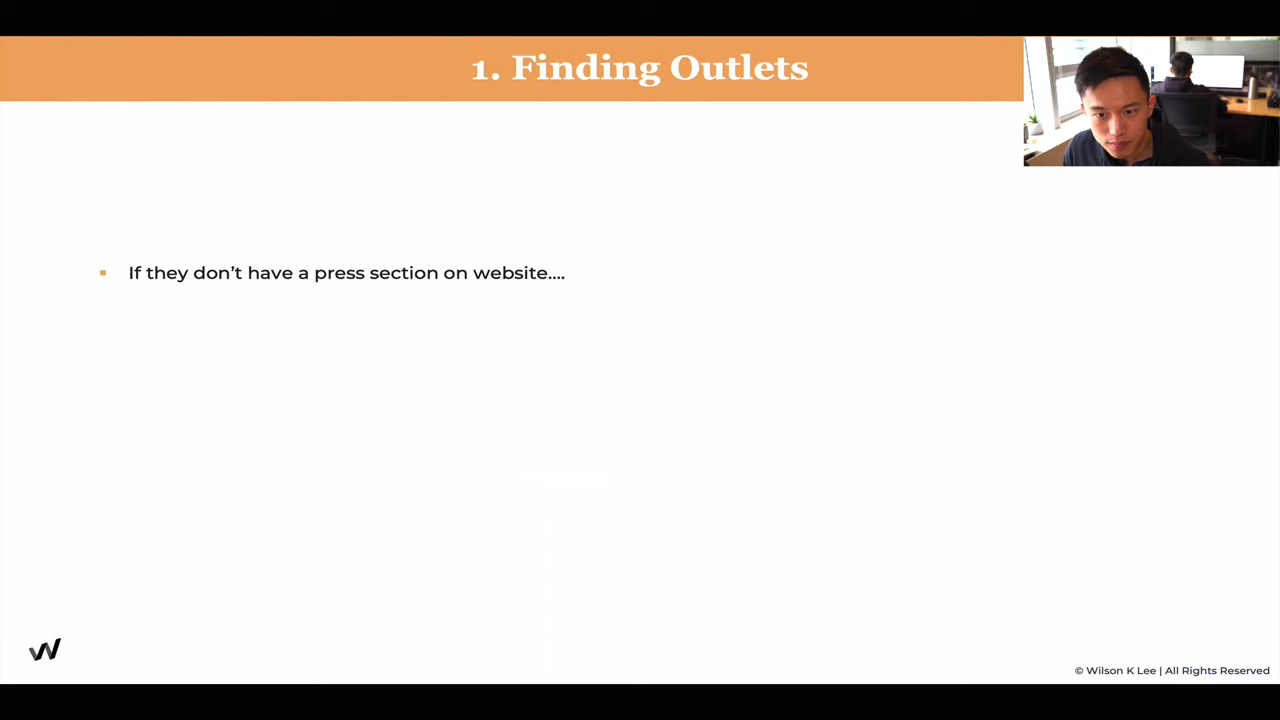 1. Finding Outlets
▪ If they don’t have a press section on website....
© Wilson K Lee | All Rights Reserved